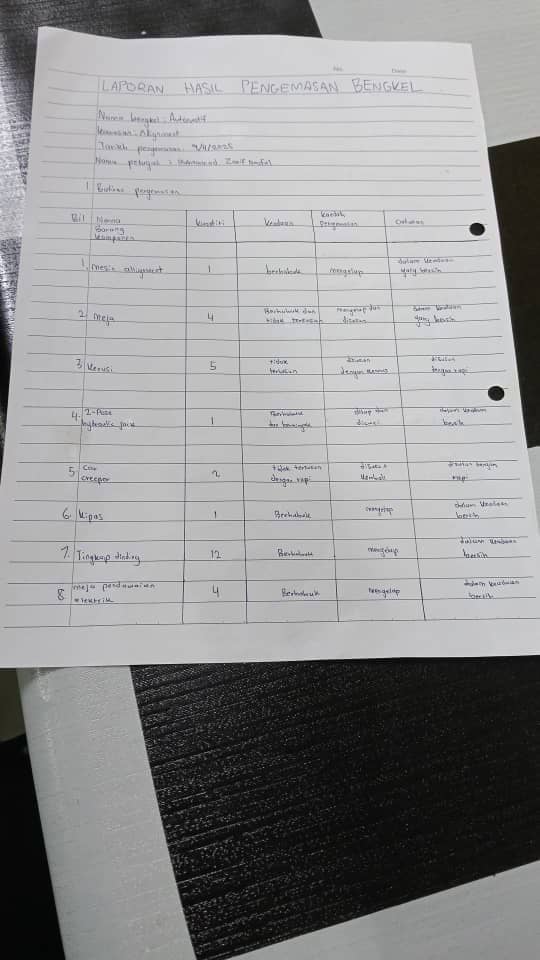 No. Date
LAPORAN HASIL PENGEMASAN BENGKEL
Nama bengkel : Automotif
Kawasan : Alignment
Tarikh pengemasan : 9/4/2025
Nama petugas : Muhammad Zarif
1. Butiran pengemasan
Bil Nama Barang Komponen kuantiti keadaan kaedah Pengemasan Catatan
1. Mesin allignment 1 berhabuk mengelap dalam keadaan yang bersih
2. Meja 4 Berhabuk dan tidak tersusun mengelap dan disusun dalam keadaan yang bersih
3. Kerusi 5 tidak tersusun disusun dengan kemas disusun dengan rapi
4. 2-Post hydraulic jack 1 Berhabuk dan berminyak dilap dan dicuci dalam keadaan bersih
5. Car creeper 2 tidak tersusun dengan rapi disusun kembali disusun dengan rapi
6. Kipas 1 Berhabuk mengelap dalam keadaan bersih
7. Tingkap dinding 12 Berhabuk mengelap dalam keadaan bersih
8. meja pendawaian elektrik 4 Berhabuk mengelap dalam keadaan bersih